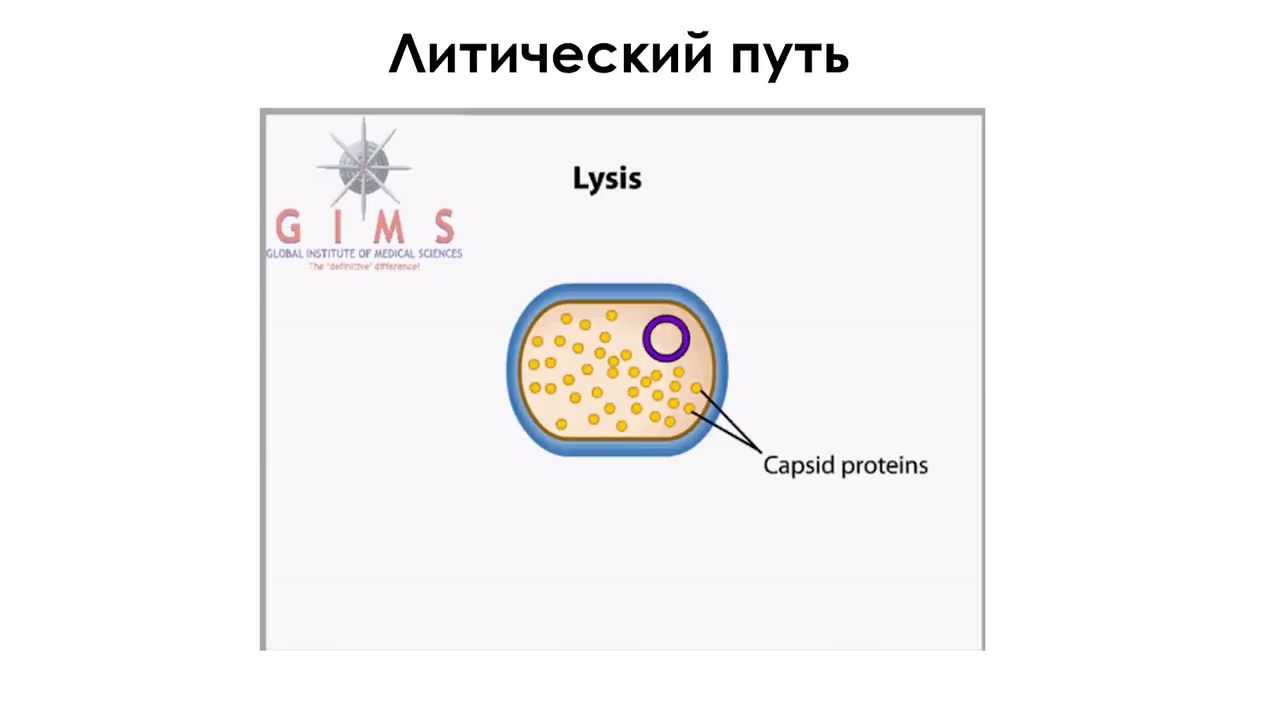 Литический путь
Lysis
G I M S
GLOBAL INSTITUTE OF MEDICAL SCIENCES
The "definitive" difference!
Capsid proteins